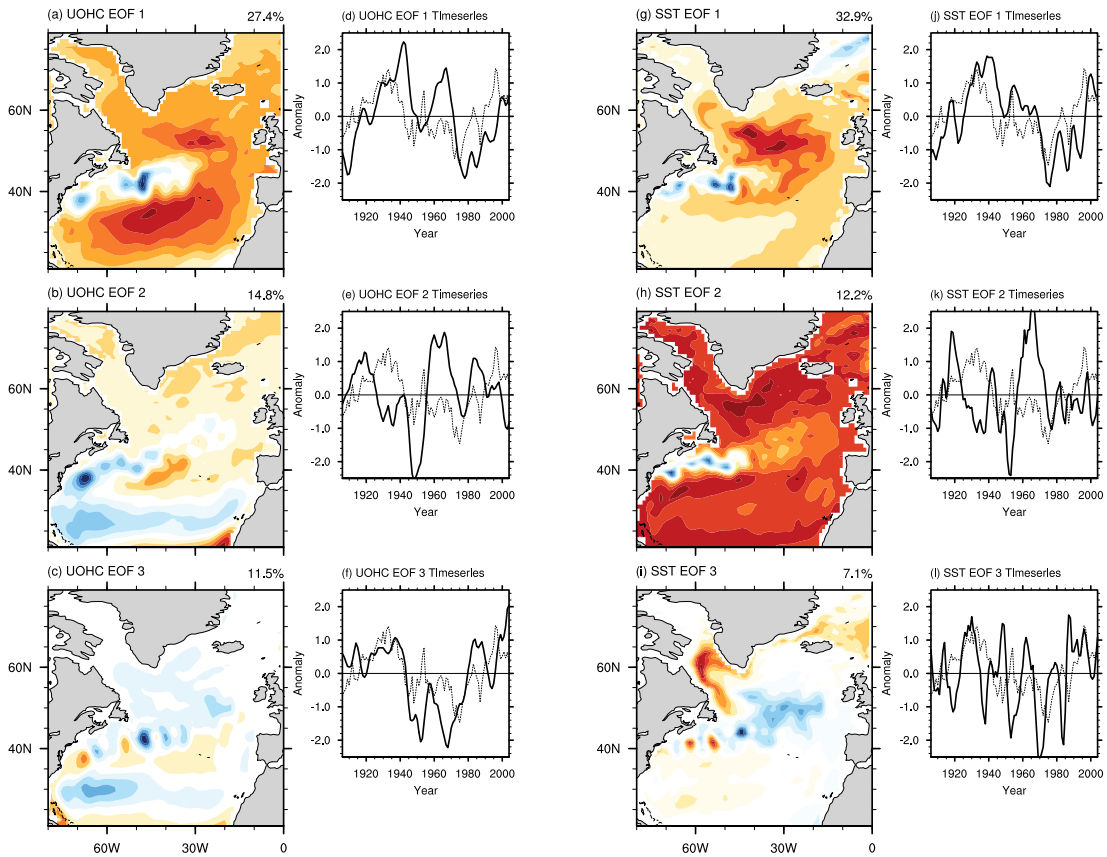 (a) UOHC EOF 1 27.4%
60N
40N
(d) UOHC EOF 1 TImeserles
Anomaly
2.0
1.0
0.0
-1.0
-2.0
1920 1940 1960 1980 2000
Year
(g) SST EOF 1 32.9%
60N
40N
(j) SST EOF 1 TImeserles
Anomaly
2.0
1.0
0.0
-1.0
-2.0
1920 1940 1960 1980 2000
Year
(b) UOHC EOF 2 14.8%
60N
40N
(e) UOHC EOF 2 Timeseries
Anomaly
2.0
1.0
0.0
-1.0
-2.0
1920 1940 1960 1980 2000
Year
(h) SST EOF 2 12.2%
60N
40N
(k) SST EOF 2 Timeseries
Anomaly
2.0
1.0
0.0
-1.0
-2.0
1920 1940 1960 1980 2000
Year
(c) UOHC EOF 3 11.5%
60N
40N
60W 30W 0
(f) UOHC EOF 3 TImeserles
Anomaly
2.0
1.0
0.0
-1.0
-2.0
1920 1940 1960 1980 2000
Year
(i) SST EOF 3 7.1%
60N
40N
60W 30W 0
(l) SST EOF 3 TImeserles
Anomaly
2.0
1.0
0.0
-1.0
-2.0
1920 1940 1960 1980 2000
Year